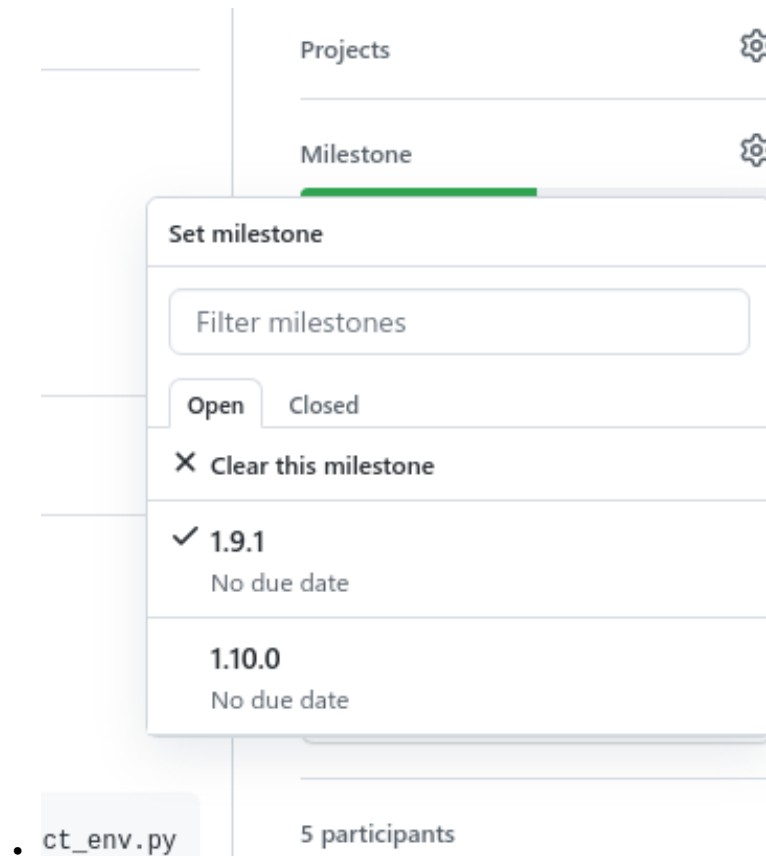 Projects
Milestone
Set milestone
Filter milestones
Open Closed
Clear this milestone
1.9.1
No due date
1.10.0
No due date
5 participants
ct_env.py